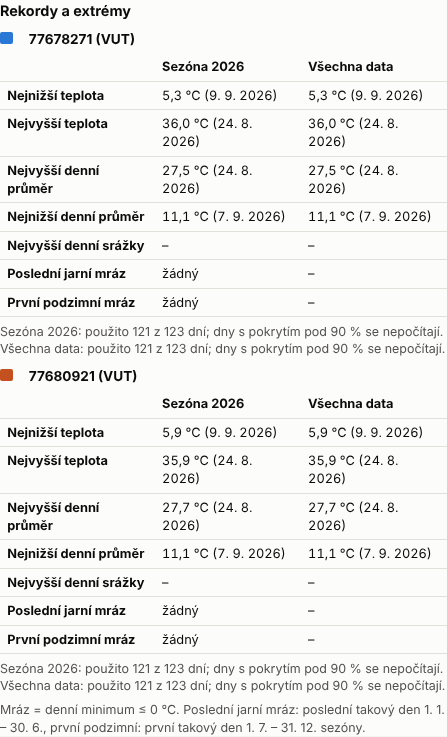 Rekordy a extrémy
77678271 (VUT)
Sezóna 2026 Všechna data
Nejnižší teplota 5,3 °C (9. 9. 2026) 5,3 °C (9. 9. 2026)
Nejvyšší teplota 36,0 °C (24. 8. 36,0 °C (24. 8.
2026) 2026)
Nejvyšší denní 27,5 °C (24. 8. 27,5 °C (24. 8.
průměr 2026) 2026)
Nejnižší denní průměr 11,1 °C (7. 9. 2026) 11,1 °C (7. 9. 2026)
Nejvyšší denní srážky – –
Poslední jarní mráz žádný –
První podzimní mráz žádný –
Sezóna 2026: použito 121 z 123 dní; dny s pokrytím pod 90 % se nepočítají.
Všechna data: použito 121 z 123 dní; dny s pokrytím pod 90 % se nepočítají.
77680921 (VUT)
Sezóna 2026 Všechna data
Nejnižší teplota 5,9 °C (9. 9. 2026) 5,9 °C (9. 9. 2026)
Nejvyšší teplota 35,9 °C (24. 8. 35,9 °C (24. 8.
2026) 2026)
Nejvyšší denní 27,7 °C (24. 8. 27,7 °C (24. 8.
průměr 2026) 2026)
Nejnižší denní průměr 11,1 °C (7. 9. 2026) 11,1 °C (7. 9. 2026)
Nejvyšší denní srážky – –
Poslední jarní mráz žádný –
První podzimní mráz žádný –
Sezóna 2026: použito 121 z 123 dní; dny s pokrytím pod 90 % se nepočítají.
Všechna data: použito 121 z 123 dní; dny s pokrytím pod 90 % se nepočítají.
Mráz = denní minimum ≤ 0 °C. Poslední jarní mráz: poslední takový den 1. 1.
– 30. 6., první podzimní: první takový den 1. 7. – 31. 12. sezóny.